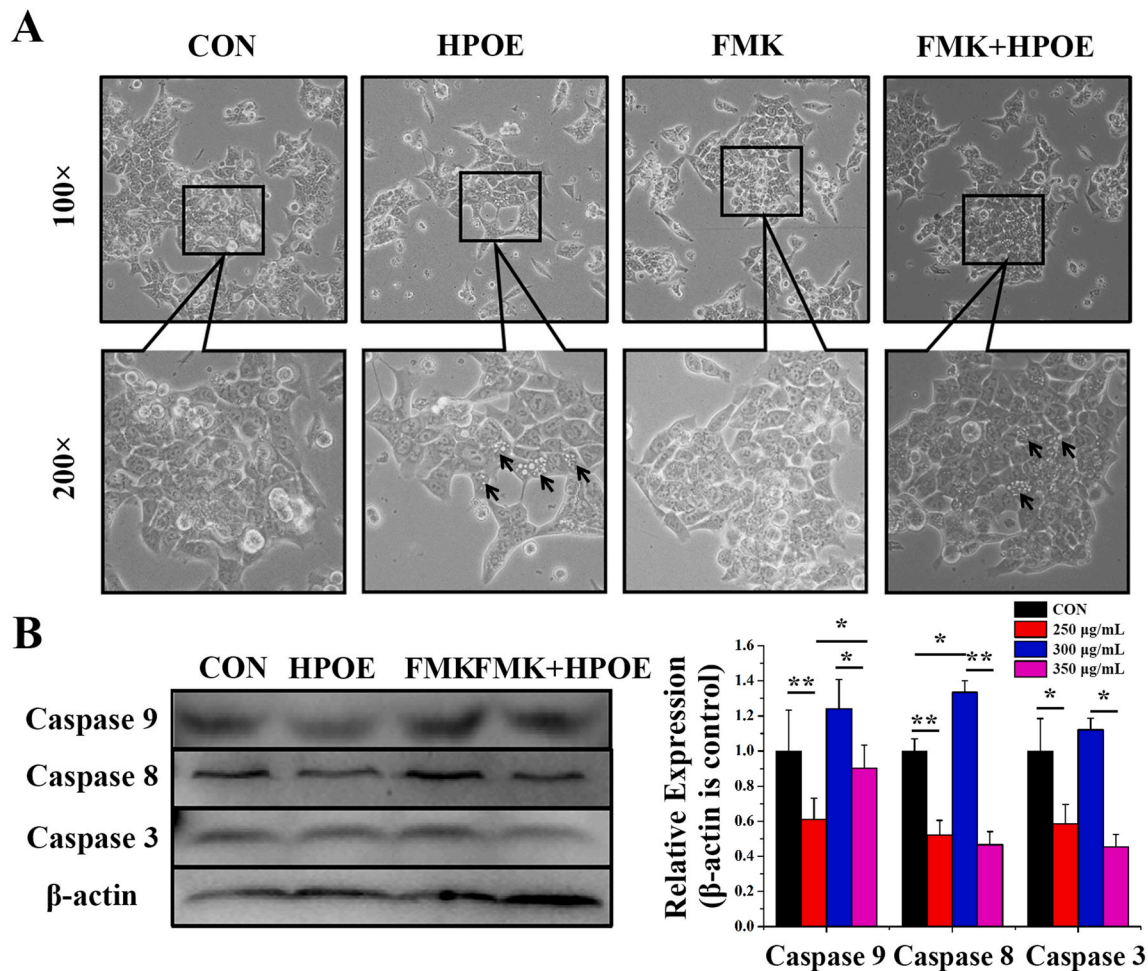 A
CON HPOE FMK FMK+HPOE
100×
200×
B
CON HPOE FMKFMK+HPOE
Caspase 9
Caspase 8
Caspase 3
β-actin
CON
250 μg/mL
300 μg/mL
350 μg/mL
Relative Expression
(β-actin is control)
1.6
1.4
1.2
1.0
0.8
0.6
0.4
0.2
0.0
** * *
** * **
* *
Caspase 9 Caspase 8 Caspase 3